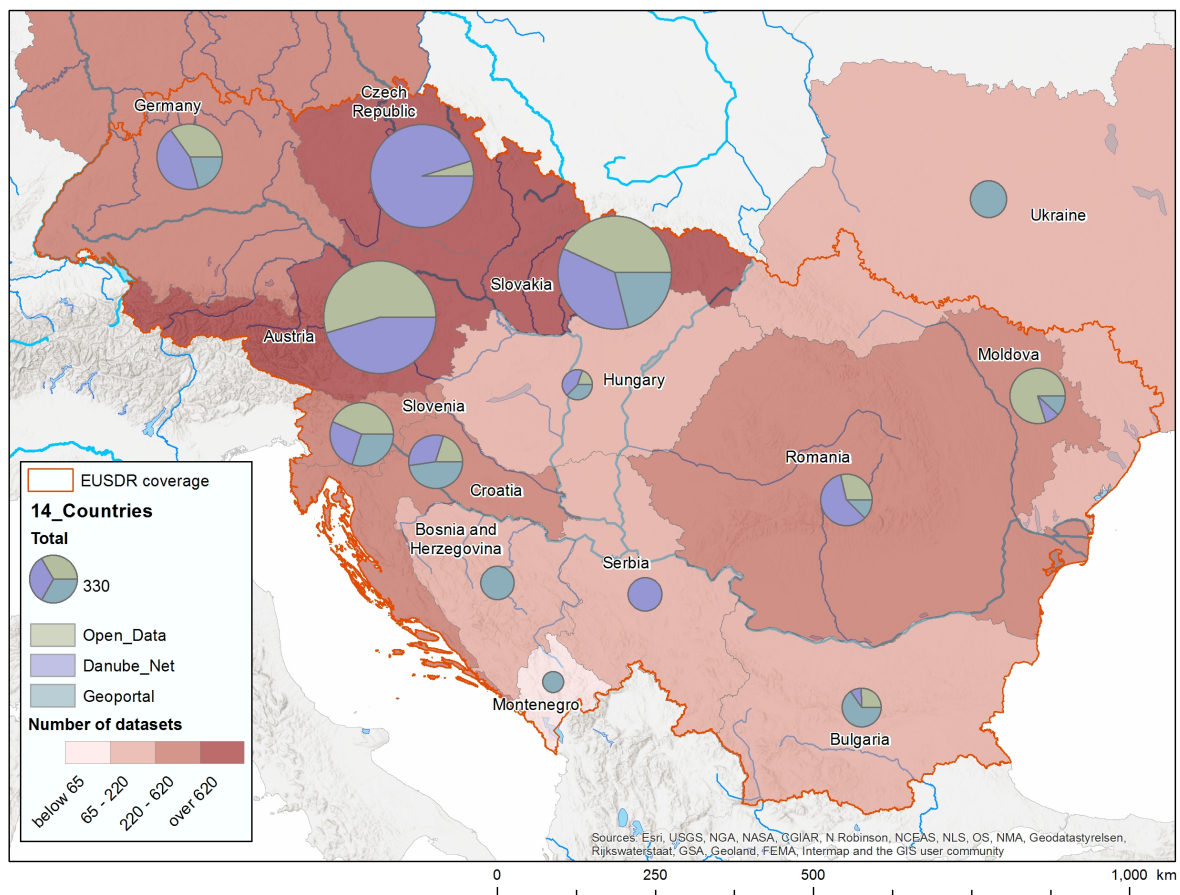 Czech
Republic
Germany
Ukraine
Slovakia
Austria
Moldova
Hungary
Slovenia
Romania
Croatia
Bosnia and
Herzegovina
Serbia
Montenegro
Bulgaria
EUSDR coverage
14_Countries
Total
330
Open_Data
Danube_Net
Geoportal
Number of datasets
below 65
65 - 220
220 - 620
over 620
Sources: Esri, USGS, NGA, NASA, CGIAR, N Robinson, NCEAS, NLS, OS, NMA, Geodatastyrelsen,
Rijkswaterstaat, GSA, Geoland, FEMA, Intermap and the GIS user community
0 250 500 1,000 km